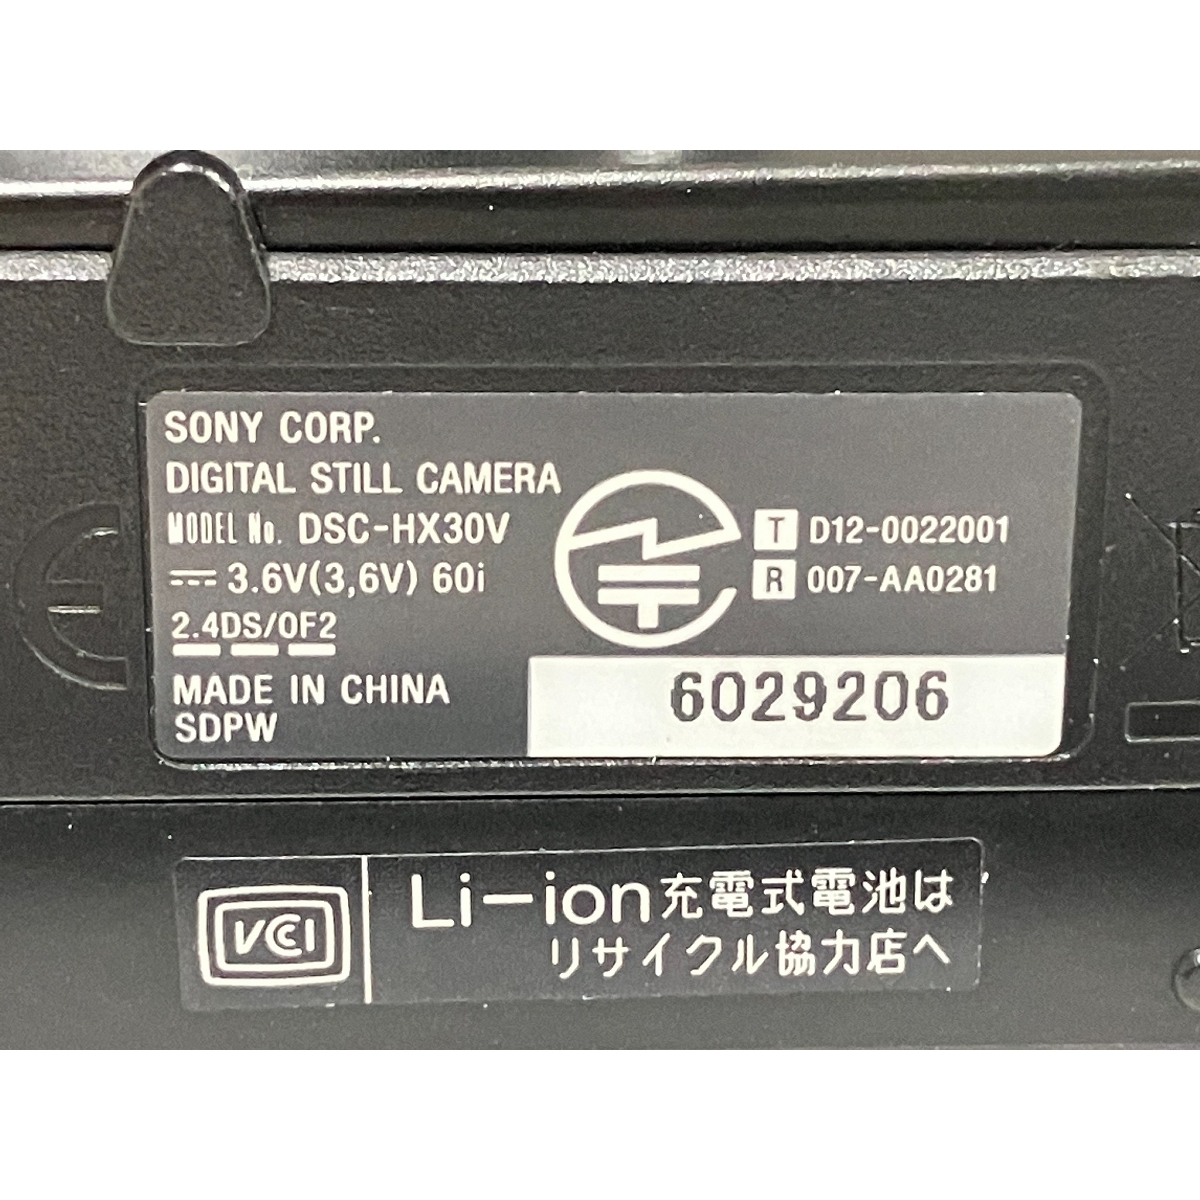 SONY CORP.
DIGITAL STILL CAMERA
MODEL No. DSC-HX30V
3.6V(3,6V) 60i
2.4DS/OF2
T D12-0022001
R 007-AA0281
MADE IN CHINA
SDPW
6029206
VCCI
Li-ion充電式電池は
リサイクル協力店へ